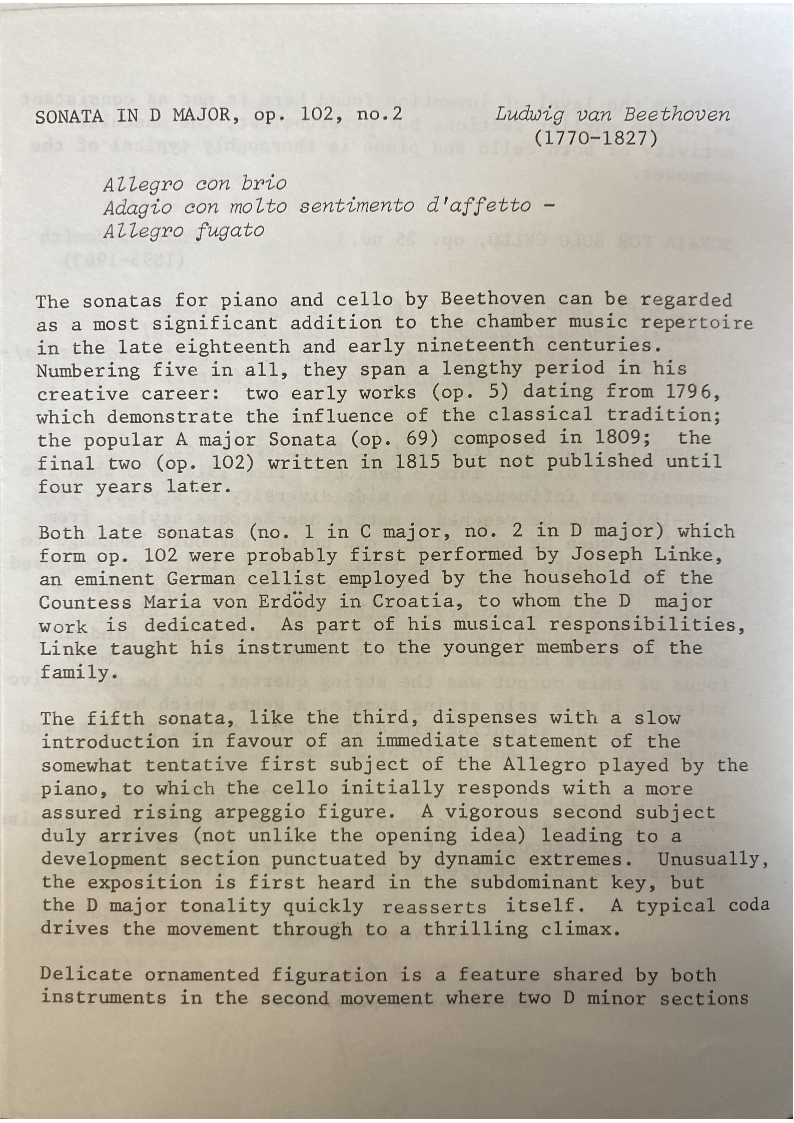 SONATA IN D MAJOR, op. 102, no.2 Ludwig van Beethoven
(1770-1827)
Allegro con brio
Adagio con molto sentimento d'affetto -
Allegro fugato
The sonatas for piano and cello by Beethoven can be regarded
as a most significant addition to the chamber music repertoire
in the late eighteenth and early nineteenth centuries.
Numbering five in all, they span a lengthy period in his
creative career: two early works (op. 5) dating from 1796,
which demonstrate the influence of the classical tradition;
the popular A major Sonata (op. 69) composed in 1809; the
final two (op. 102) written in 1815 but not published until
four years later.
Both late sonatas (no. 1 in C major, no. 2 in D major) which
form op. 102 were probably first performed by Joseph Linke,
an eminent German cellist employed by the household of the
Countess Maria von Erdödy in Croatia, to whom the D major
work is dedicated. As part of his musical responsibilities,
Linke taught his instrument to the younger members of the
family.
The fifth sonata, like the third, dispenses with a slow
introduction in favour of an immediate statement of the
somewhat tentative first subject of the Allegro played by the
piano, to which the cello initially responds with a more
assured rising arpeggio figure. A vigorous second subject
duly arrives (not unlike the opening idea) leading to a
development section punctuated by dynamic extremes. Unusually,
the exposition is first heard in the subdominant key, but
the D major tonality quickly reasserts itself. A typical coda
drives the movement through to a thrilling climax.
Delicate ornamented figuration is a feature shared by both
instruments in the second movement where two D minor sections